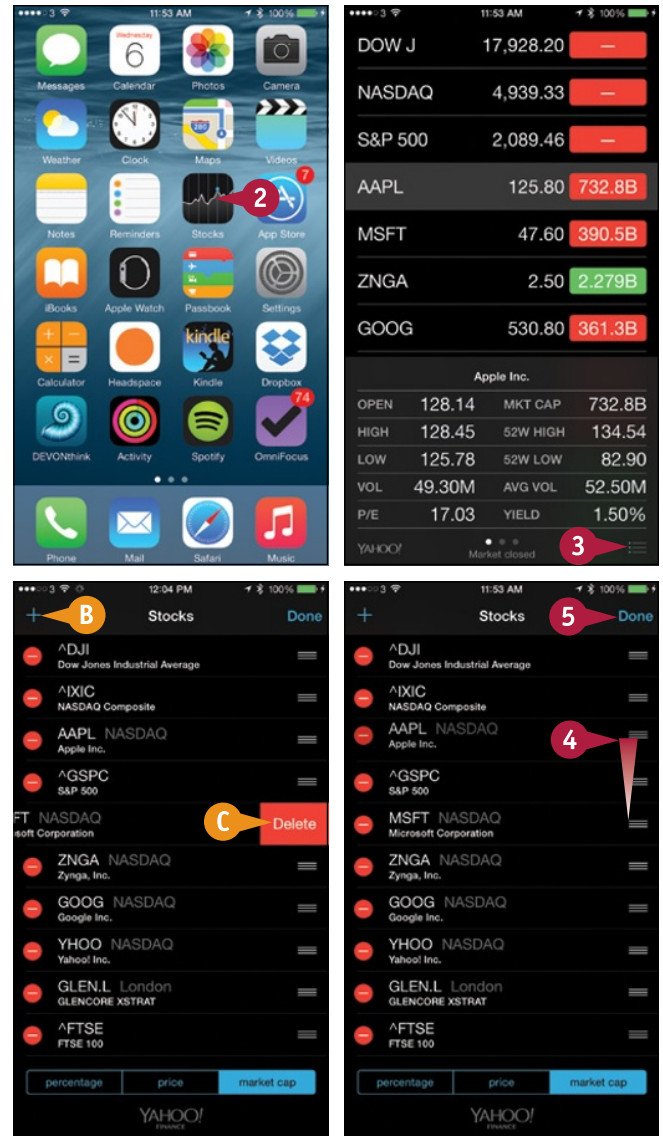 3 11:53 AM 100%
Wednesday
6
280
7
Messages Calendar Photos Camera
Weather Clock Maps Videos
2
Notes Reminders Stocks App Store
iBooks Apple Watch Passbook Settings
kindle
74
Calculator Headspace Kindle Dropbox
DEVONthink Activity Spotify OmniFocus
Phone Mail Safari Music
3 11:53 AM 100%
DOW J 17,928.20 —
NASDAQ 4,939.33 —
S&P 500 2,089.46 —
AAPL 125.80 732.8B
MSFT 47.60 390.5B
ZNGA 2.50 2.279B
GOOG 530.80 361.3B
Apple Inc.
OPEN 128.14 MKT CAP 732.8B
HIGH 128.45 52W HIGH 134.54
LOW 125.78 52W LOW 82.90
VOL 49.30M AVG VOL 52.50M
P/E 17.03 YIELD 1.50%
YAHOO! Market closed 3
3 12:04 PM 100%
+ B Stocks Done
^DJI
Dow Jones Industrial Average
^IXIC
NASDAQ Composite
AAPL NASDAQ
Apple Inc.
^GSPC
S&P 500
FT NASDAQ
soft Corporation
C Delete
ZNGA NASDAQ
Zynga, Inc.
GOOG NASDAQ
Google Inc.
YHOO NASDAQ
Yahoo! Inc.
GLEN.L London
GLENCORE XSTRAT
^FTSE
FTSE 100
percentage price market cap
YAHOO!
FINANCE
3 11:53 AM 100%
+ Stocks 5 Done
^DJI
Dow Jones Industrial Average
^IXIC
NASDAQ Composite
AAPL NASDAQ
Apple Inc.
4
^GSPC
S&P 500
MSFT NASDAQ
Microsoft Corporation
ZNGA NASDAQ
Zynga, Inc.
GOOG NASDAQ
Google Inc.
YHOO NASDAQ
Yahoo! Inc.
GLEN.L London
GLENCORE XSTRAT
^FTSE
FTSE 100
percentage price market cap
YAHOO!
FINANCE